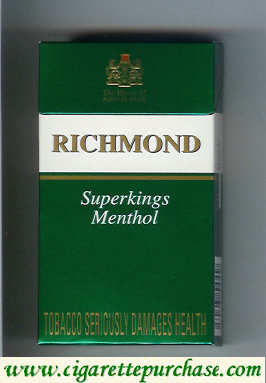 The House of
JOHN PLAYER
RICHMOND
Superkings
Menthol
TOBACCO SERIOUSLY DAMAGES HEALTH
www.cigarettepurchase.com